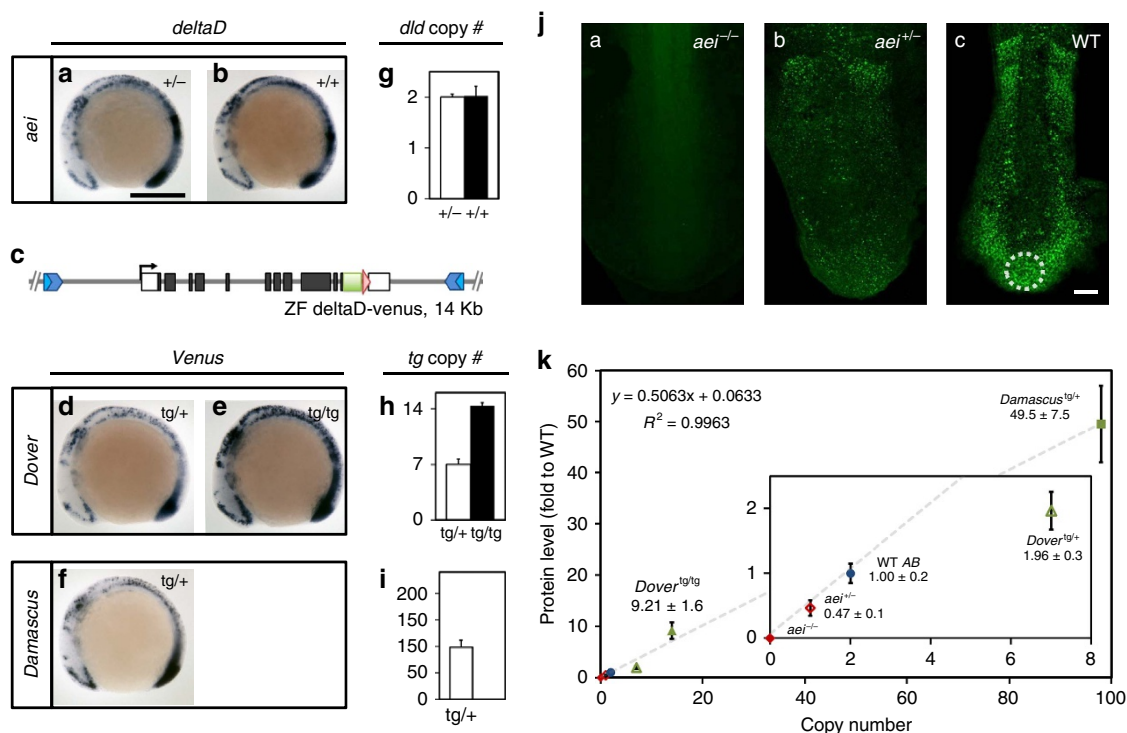 deltaD
dld copy #
aei
a
+/–
b
+/+
g
2
1
0
+/– +/+
c
ZF deltaD-venus, 14 Kb
Venus
tg copy #
Dover
d
tg/+
e
tg/tg
h
14
7
0
tg/+ tg/tg
Damascus
f
tg/+
i
200
150
100
50
0
tg/+
j
a
aei–/–
b
aei+/–
c
WT
k
60
50
40
30
20
10
0
Protein level (fold to WT)
y = 0.5063x + 0.0633
R2 = 0.9963
Damascustg/+
49.5 ± 7.5
Dovertg/tg
9.21 ± 1.6
2
1
0
Dovertg/+
1.96 ± 0.3
WT AB
1.00 ± 0.2
aei+/–
0.47 ± 0.1
aei–/–
0 2 4 6 8
0 20 40 60 80 100
Copy number